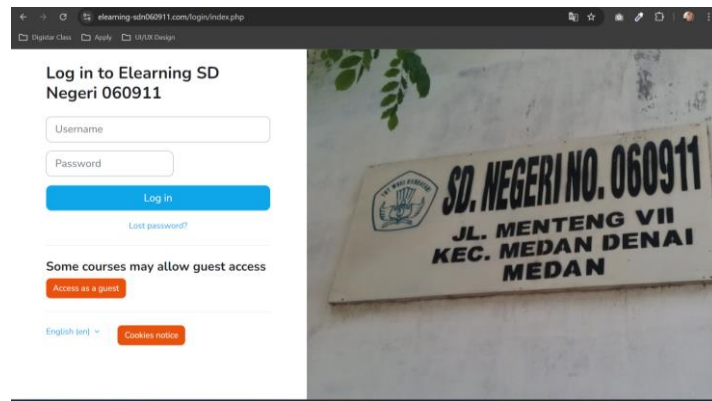 elearning-sdn060911.com/login/index.php
Digistar Class Apply UI/UX Design
Log in to Elearning SD
Negeri 060911
Username
Password
Log in
Lost password?
Some courses may allow guest access
Access as a guest
English (en)
Cookies notice
SD. NEGERI NO. 060911
JL. MENTENG VII
KEC. MEDAN DENAI
MEDAN